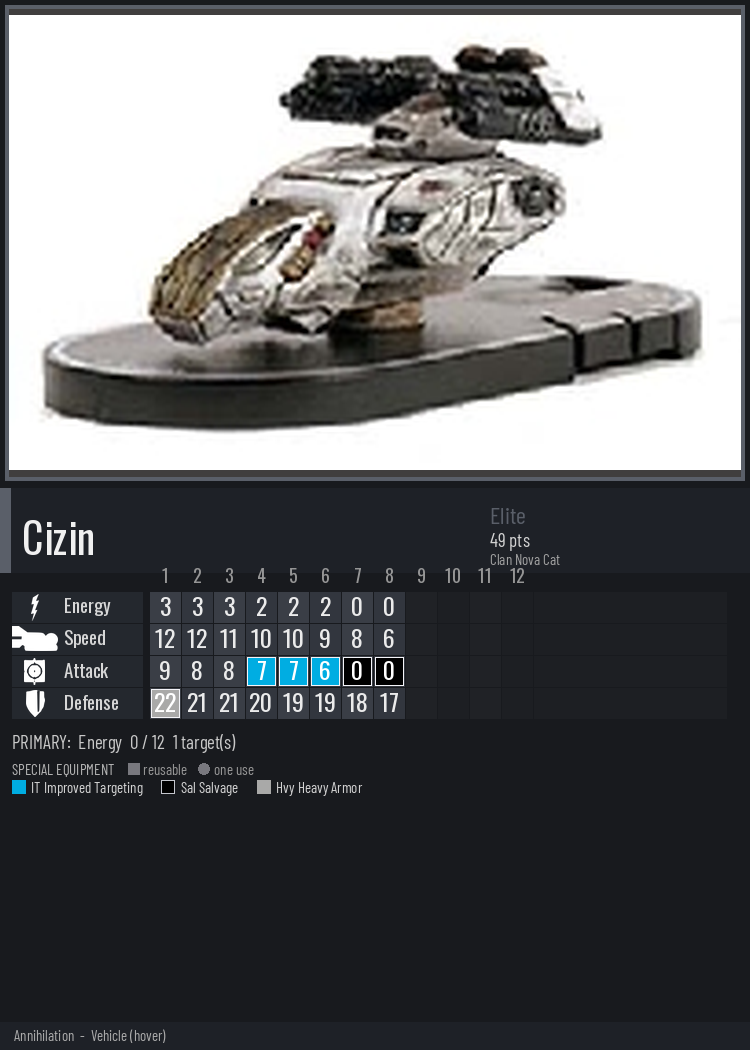 Cizin
Elite
49 pts
Clan Nova Cat
1 2 3 4 5 6 7 8 9 10 11 12
Energy 3 3 3 2 2 2 0 0
Speed 12 12 11 10 10 9 8 6
Attack 9 8 8 7 7 6 0 0
Defense 22 21 21 20 19 19 18 17
PRIMARY: Energy 0 / 12 1 target(s)
SPECIAL EQUIPMENT reusable one use
IT Improved Targeting Sal Salvage Hvy Heavy Armor
Annihilation - Vehicle (hover)